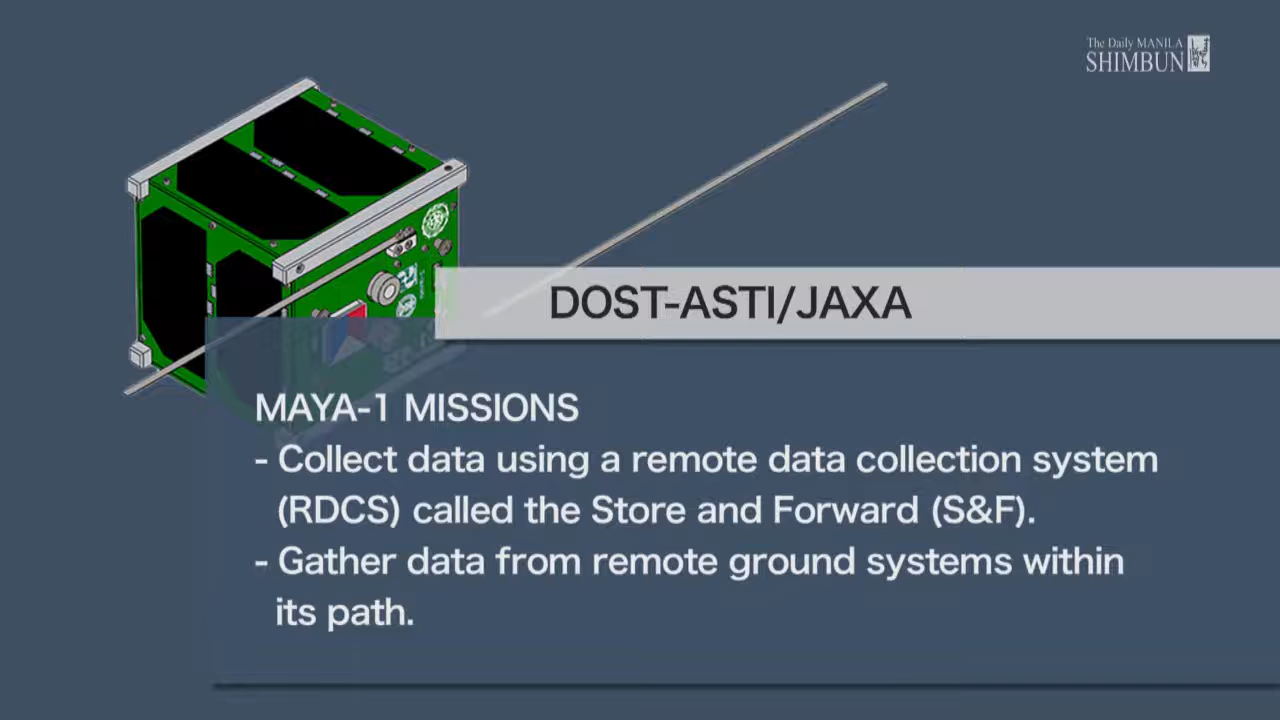 The Daily MANILA
SHIMBUN
DOST-ASTI/JAXA
MAYA-1 MISSIONS
- Collect data using a remote data collection system
(RDCS) called the Store and Forward (S&F).
- Gather data from remote ground systems within
its path.